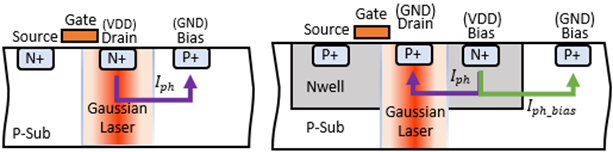 Gate
(VDD)
(GND)
Source
Drain
Bias
N+
N+
P+
I_ph
Gaussian
Laser
P-Sub
Gate
(GND)
Drain
(VDD)
Bias
(GND)
Bias
Source
P+
P+
N+
P+
Nwell
I_ph
I_ph_bias
P-Sub
Gaussian
Laser